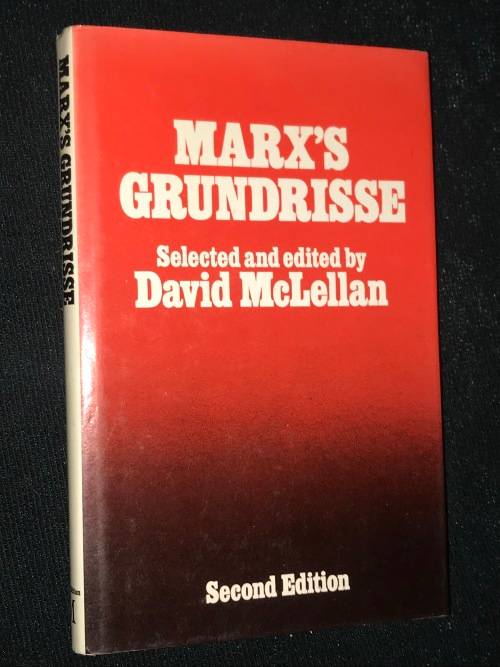 MARX'S GRUNDRISSE
MARX'S
GRUNDRISSE
Selected and edited by
David McLellan
Second Edition